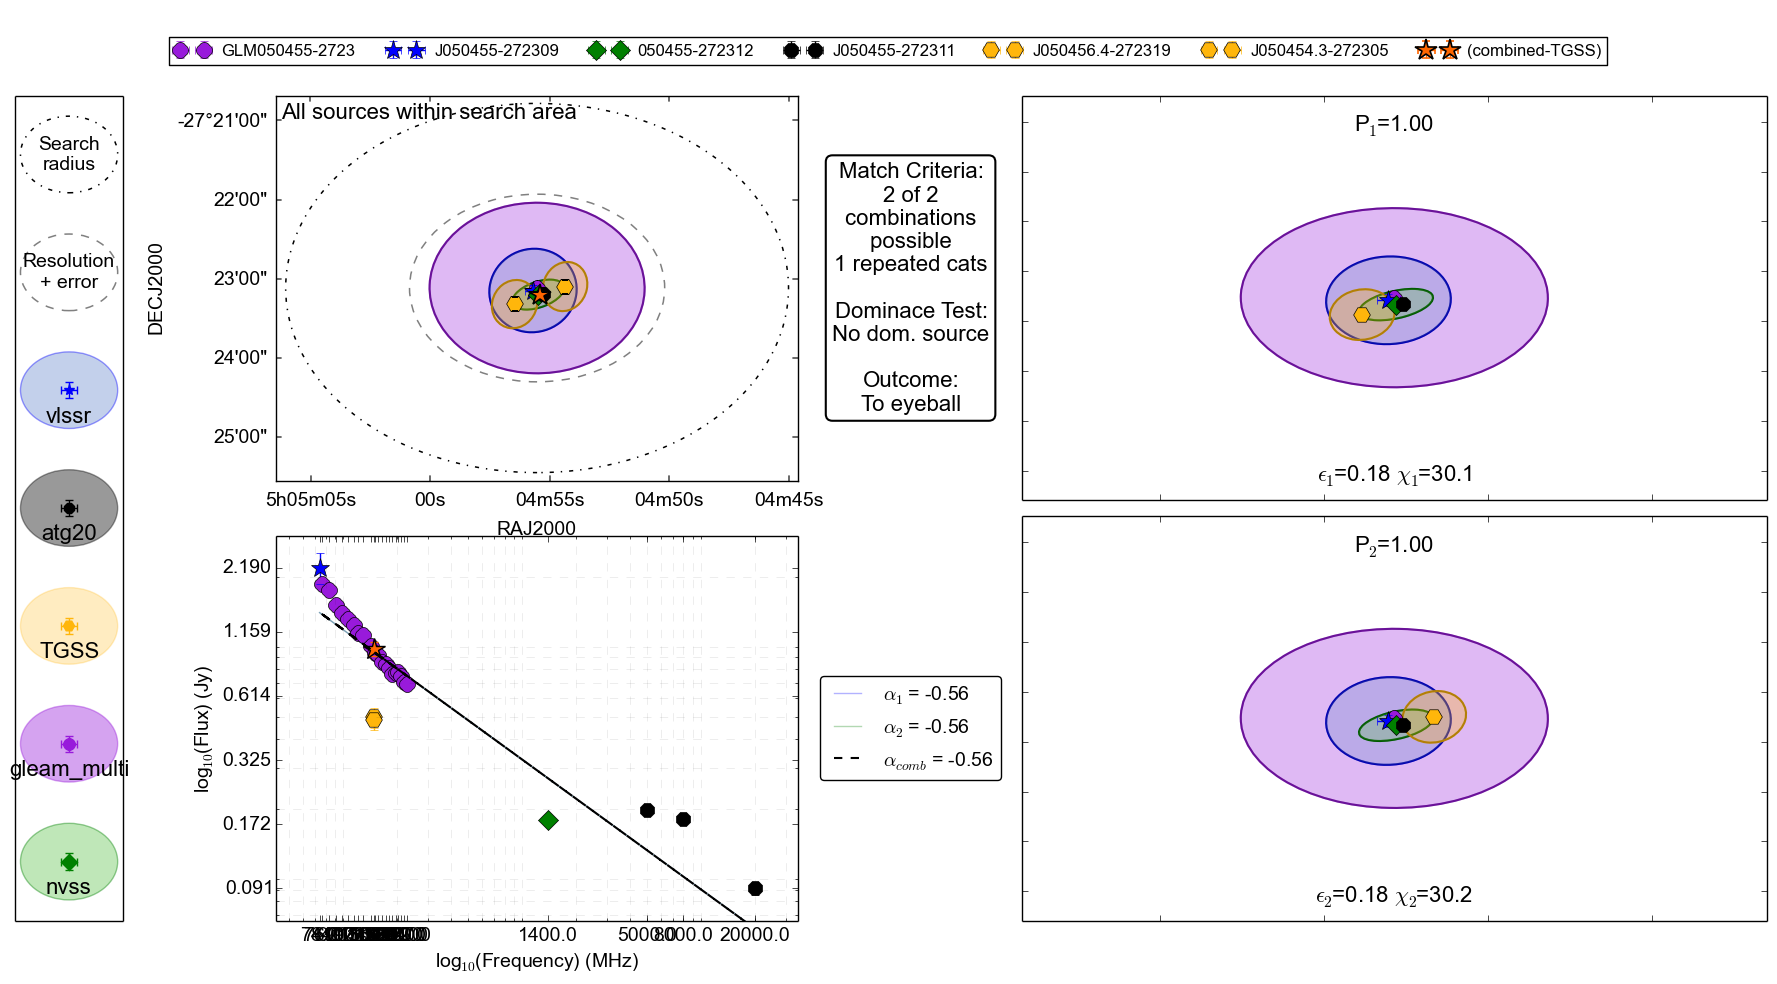 GLM050455-2723 J050455-272309 050455-272312 J050455-272311 J050456.4-272319 J050454.3-272305 (combined-TGSS)
Search
radius
Resolution
+ error
vlssr
atg20
TGSS
gleam_multi
nvss
All sources within search area
DECJ2000
-27°21'00"
22'00"
23'00"
24'00"
25'00"
5h05m05s 00s 04m55s 04m50s 04m45s
RAJ2000
Match Criteria:
2 of 2
combinations
possible
1 repeated cats
Dominace Test:
No dom. source
Outcome:
To eyeball
P1=1.00
ϵ1=0.18 χ1=30.1
P2=1.00
ϵ2=0.18 χ2=30.2
log10(Flux) (Jy)
2.190
1.159
0.614
0.325
0.172
0.091
1400.0 20000.0
log10(Frequency) (MHz)
α1 = -0.56
α2 = -0.56
αcomb = -0.56